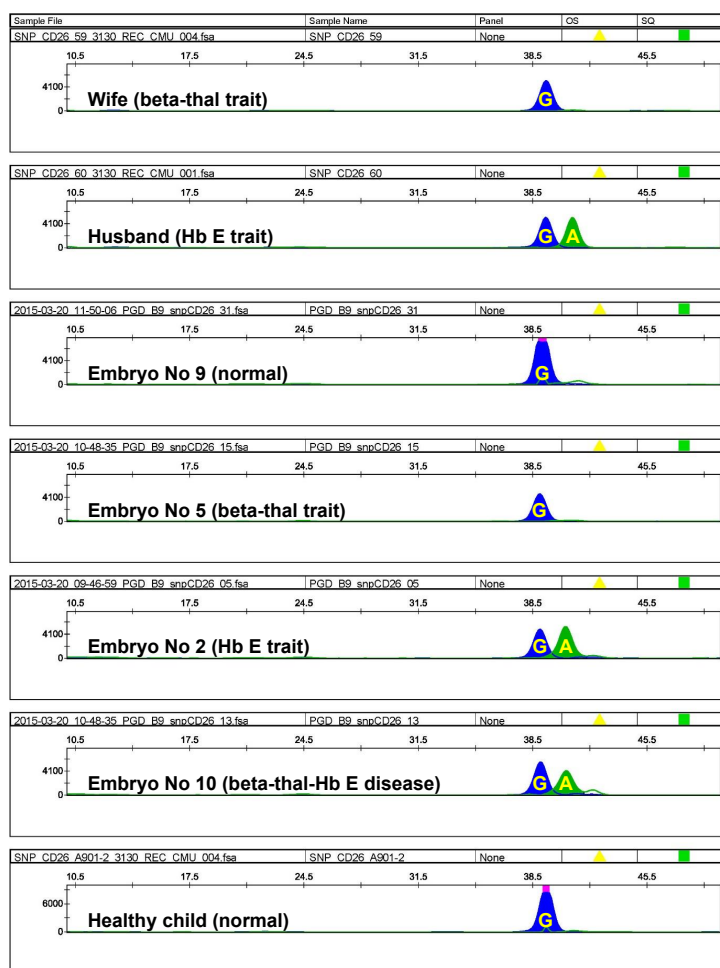 Sample File Sample Name Panel OS SQ
SNP_CD26_59_3130_REC_CMU_004.fsa SNP_CD26_59 None
10.5 17.5 24.5 31.5 38.5 45.5
4100
Wife (beta-thal trait) G
0
SNP_CD26_60_3130_REC_CMU_001.fsa SNP_CD26_60 None
10.5 17.5 24.5 31.5 38.5 45.5
4100
Husband (Hb E trait) G A
0
2015-03-20_11-50-06_PGD_B9_snpCD26_31.fsa PGD_B9_snpCD26_31 None
10.5 17.5 24.5 31.5 38.5 45.5
4100
Embryo No 9 (normal) G
0
2015-03-20_10-48-35_PGD_B9_snpCD26_15.fsa PGD_B9_snpCD26_15 None
10.5 17.5 24.5 31.5 38.5 45.5
4100
Embryo No 5 (beta-thal trait) G
0
2015-03-20_09-46-59_PGD_B9_snpCD26_05.fsa PGD_B9_snpCD26_05 None
10.5 17.5 24.5 31.5 38.5 45.5
4100
Embryo No 2 (Hb E trait) G A
0
2015-03-20_10-48-35_PGD_B9_snpCD26_13.fsa PGD_B9_snpCD26_13 None
10.5 17.5 24.5 31.5 38.5 45.5
4100
Embryo No 10 (beta-thal-Hb E disease) G A
0
SNP_CD26_A901-2_3130_REC_CMU_004.fsa SNP_CD26_A901-2 None
10.5 17.5 24.5 31.5 38.5 45.5
6000
Healthy child (normal) G
0